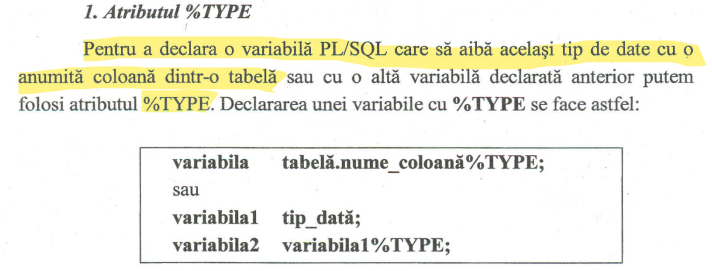 1. Atributul %TYPE
Pentru a declara o variabilă PL/SQL care să aibă același tip de date cu o
anumită coloană dintr-o tabelă sau cu o altă variabilă declarată anterior putem
folosi atributul %TYPE. Declararea unei variabile cu %TYPE se face astfel:
variabila tabelă.nume_coloană%TYPE;
sau
variabila1 tip_dată;
variabila2 variabila1%TYPE;